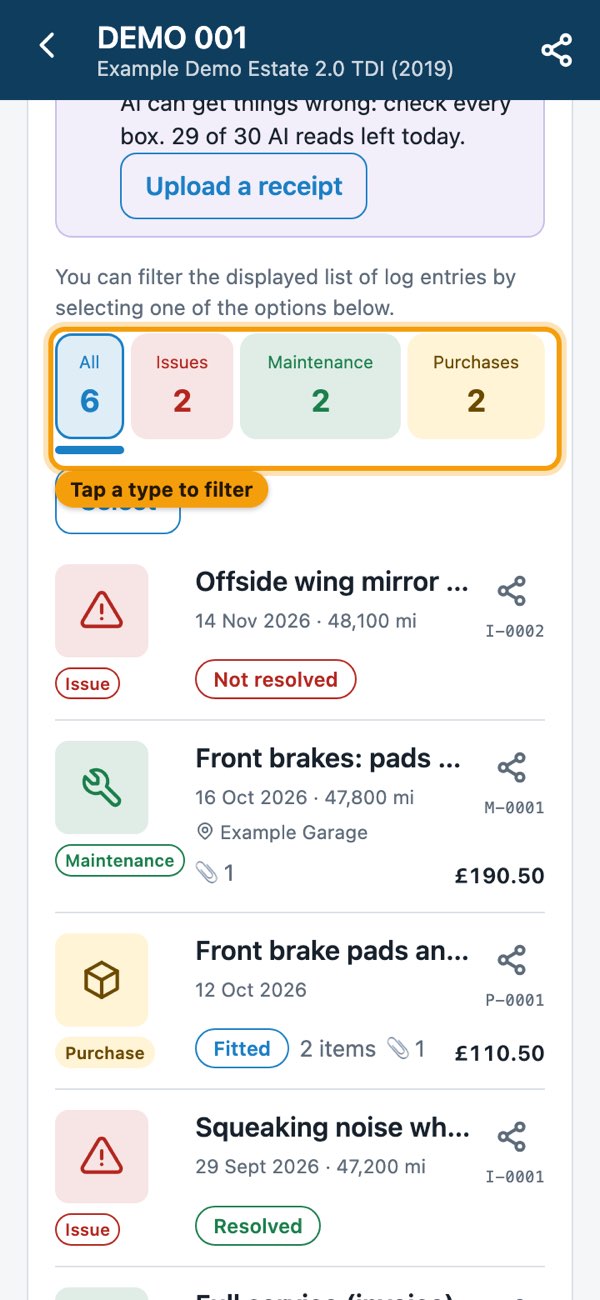 DEMO 001
Example Demo Estate 2.0 TDI (2019)
AI can get things wrong: check every
box. 29 of 30 AI reads left today.
Upload a receipt
You can filter the displayed list of log entries by
selecting one of the options below.
All
6
Issues
2
Maintenance
2
Purchases
2
Tap a type to filter
Select
Offside wing mirror ...
14 Nov 2026 · 48,100 mi
I-0002
Issue
Not resolved
Front brakes: pads ...
16 Oct 2026 · 47,800 mi
M-0001
Example Garage
Maintenance
1
£190.50
Front brake pads an...
12 Oct 2026
P-0001
Purchase
Fitted
2 items
1
£110.50
Squeaking noise wh...
29 Sept 2026 · 47,200 mi
I-0001
Issue
Resolved